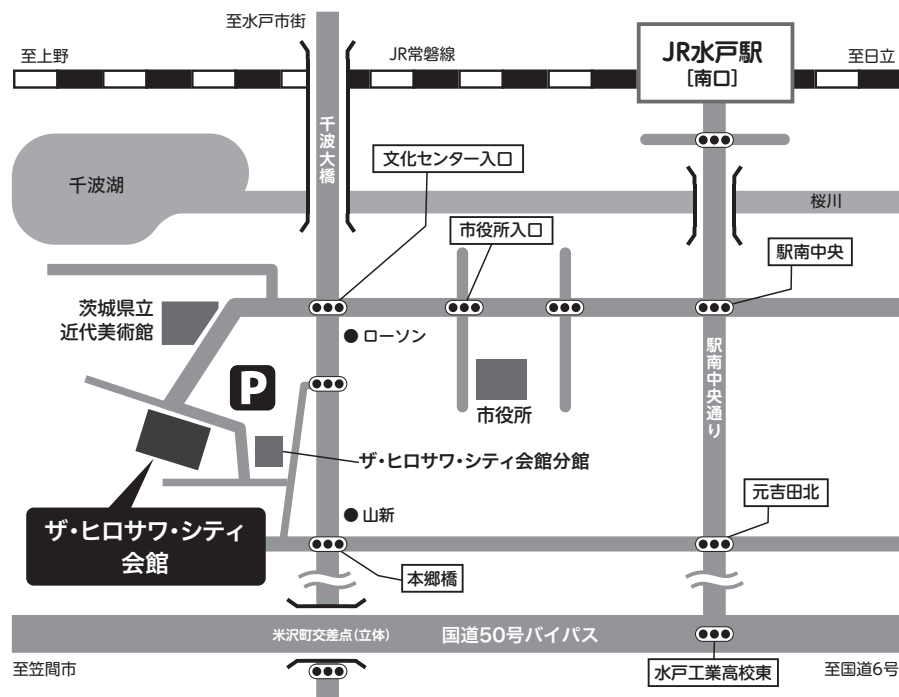 至水戸市街
至上野
JR常磐線
JR水戸駅
[南口]
至日立
千波大橋
文化センター入口
千波湖
桜川
市役所入口
駅南中央
茨城県立
近代美術館
ローソン
駅南中央通り
P
市役所
ザ・ヒロサワ・シティ会館分館
元吉田北
山新
ザ・ヒロサワ・シティ
会館
本郷橋
米沢町交差点(立体)
国道50号バイパス
至笠間市
水戸工業高校東
至国道6号